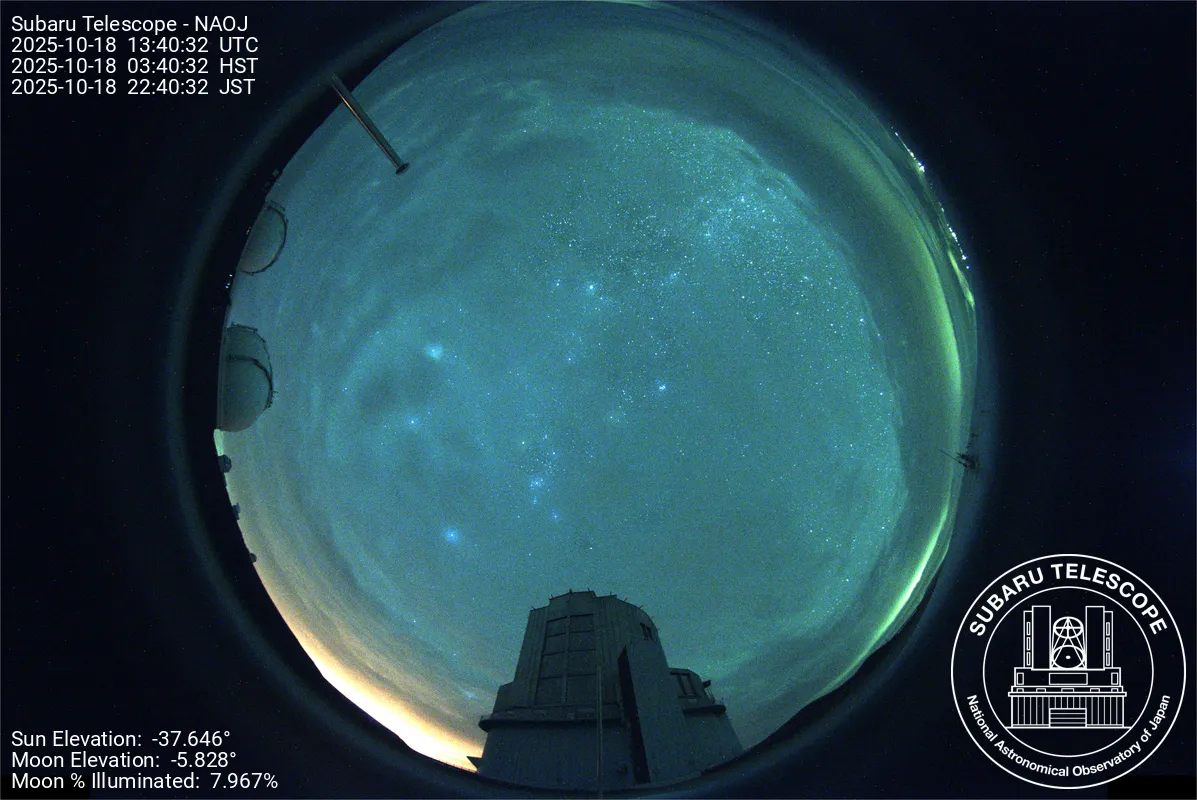 Subaru Telescope - NAOJ
2025-10-18 13:40:32 UTC
2025-10-18 03:40:32 HST
2025-10-18 22:40:32 JST
Sun Elevation: -37.646°
Moon Elevation: -5.828°
Moon % Illuminated: 7.967%
SUBARU TELESCOPE
National Astronomical Observatory of Japan